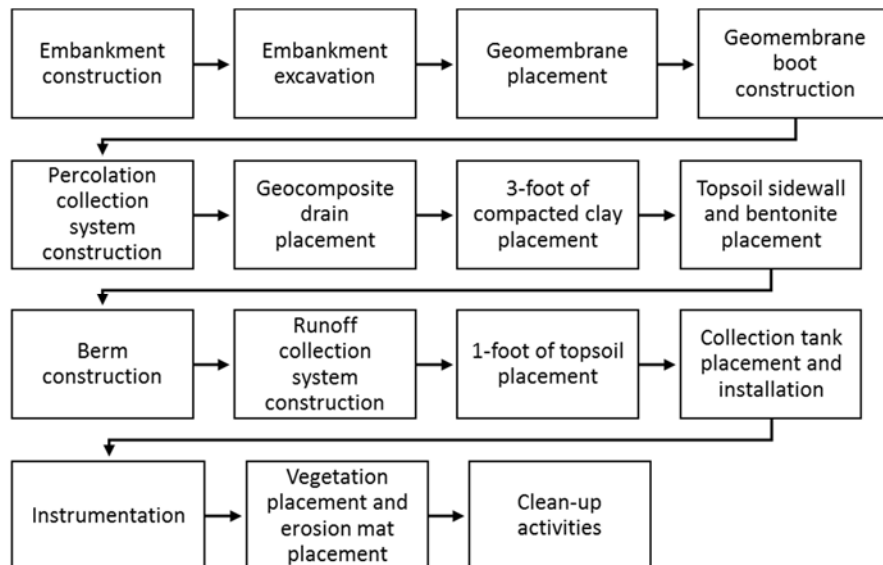 Embankment
construction
Embankment
excavation
Geomembrane
placement
Geomembrane
boot
construction
Percolation
collection
system
construction
Geocomposite
drain
placement
3-foot of
compacted clay
placement
Topsoil sidewall
and bentonite
placement
Berm
construction
Runoff
collection
system
construction
1-foot of topsoil
placement
Collection tank
placement and
installation
Instrumentation
Vegetation
placement and
erosion mat
placement
Clean-up
activities